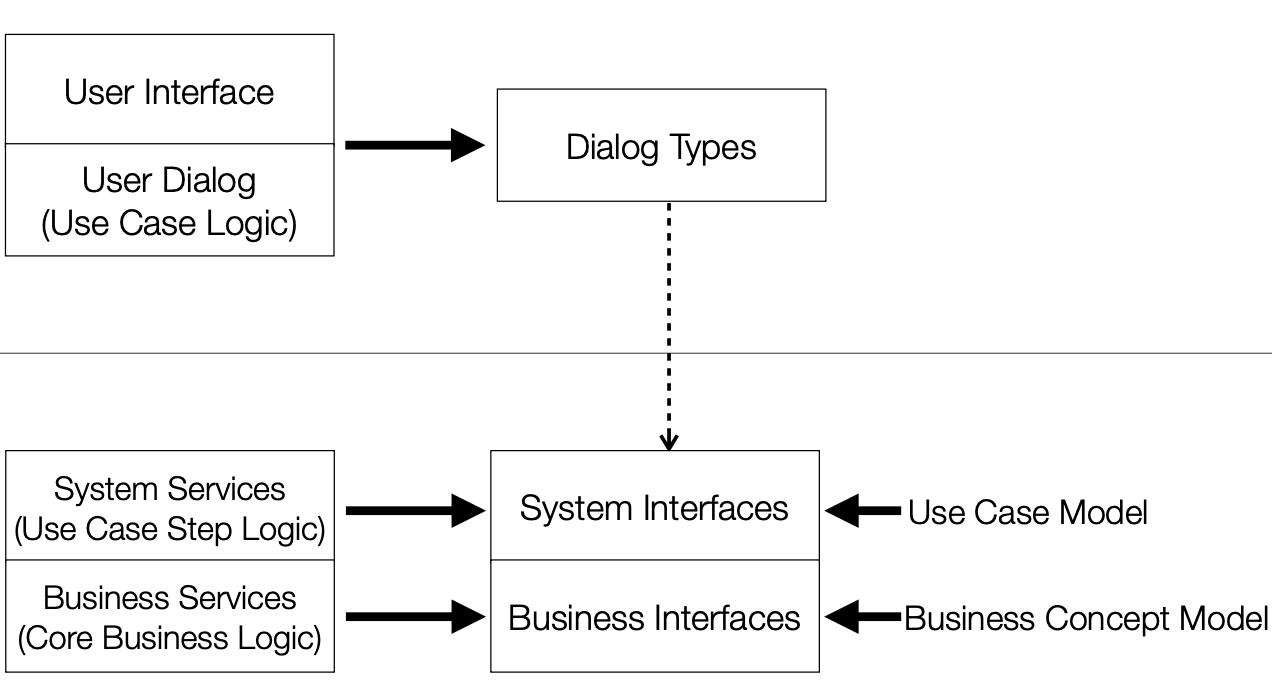 User Interface
User Dialog
(Use Case Logic)
Dialog Types
System Services
(Use Case Step Logic)
System Interfaces
Use Case Model
Business Services
(Core Business Logic)
Business Interfaces
Business Concept Model